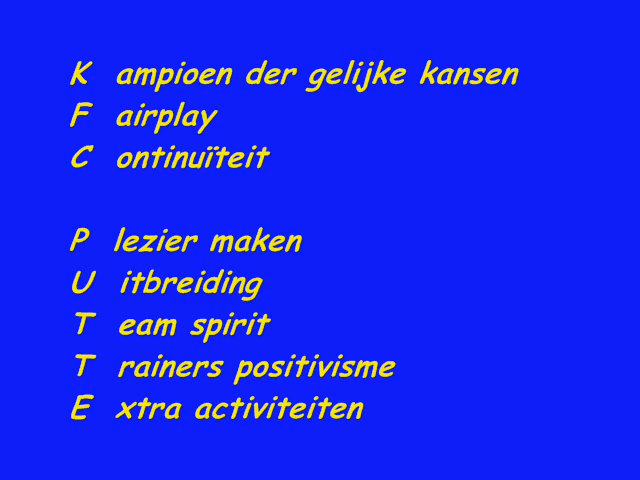 K ampioen der gelijke kansen
F airplay
C ontinuïteit
P lezier maken
U itbreiding
T eam spirit
T rainers positivisme
E xtra activiteiten